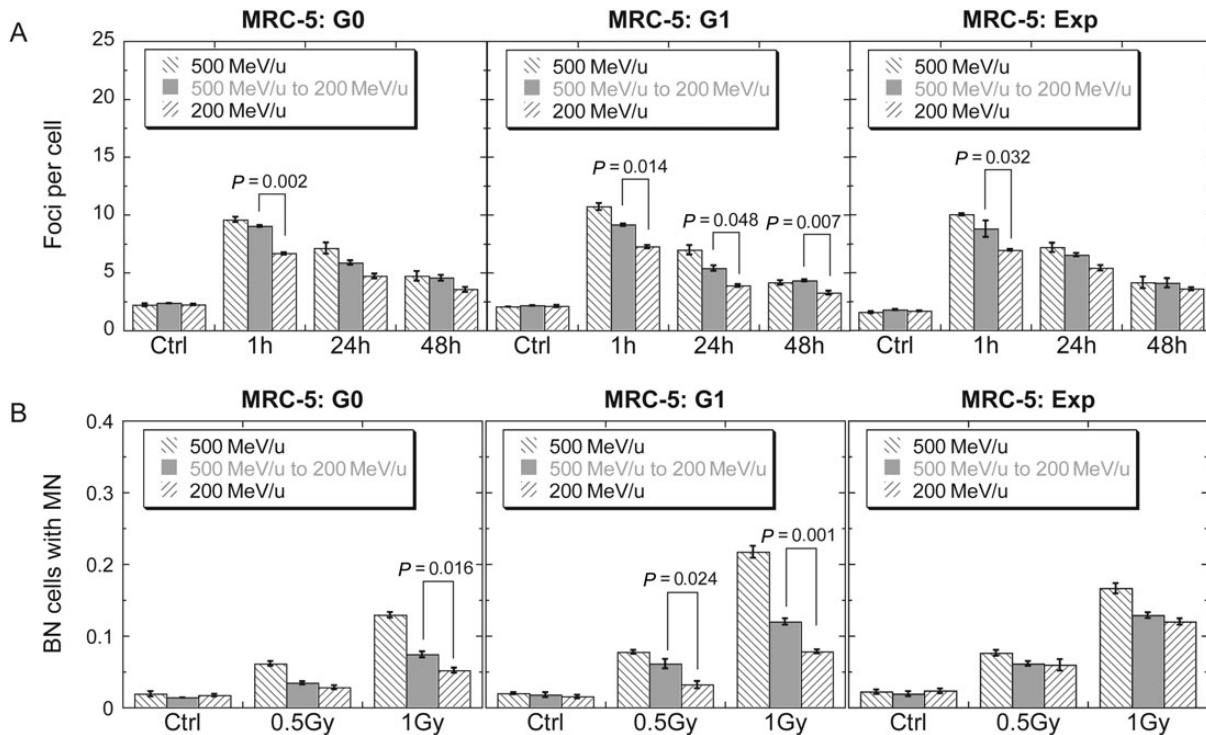 A
MRC-5: G0 MRC-5: G1 MRC-5: Exp
Foci per cell
25
20
15
10
5
0
500 MeV/u
500 MeV/u to 200 MeV/u
200 MeV/u
P = 0.002
Ctrl 1h 24h 48h
500 MeV/u
500 MeV/u to 200 MeV/u
200 MeV/u
P = 0.014
P = 0.048
P = 0.007
Ctrl 1h 24h 48h
500 MeV/u
500 MeV/u to 200 MeV/u
200 MeV/u
P = 0.032
Ctrl 1h 24h 48h
B
MRC-5: G0 MRC-5: G1 MRC-5: Exp
BN cells with MN
0.4
0.3
0.2
0.1
0
500 MeV/u
500 MeV/u to 200 MeV/u
200 MeV/u
P = 0.016
Ctrl 0.5Gy 1Gy
500 MeV/u
500 MeV/u to 200 MeV/u
200 MeV/u
P = 0.024
P = 0.001
Ctrl 0.5Gy 1Gy
500 MeV/u
500 MeV/u to 200 MeV/u
200 MeV/u
Ctrl 0.5Gy 1Gy